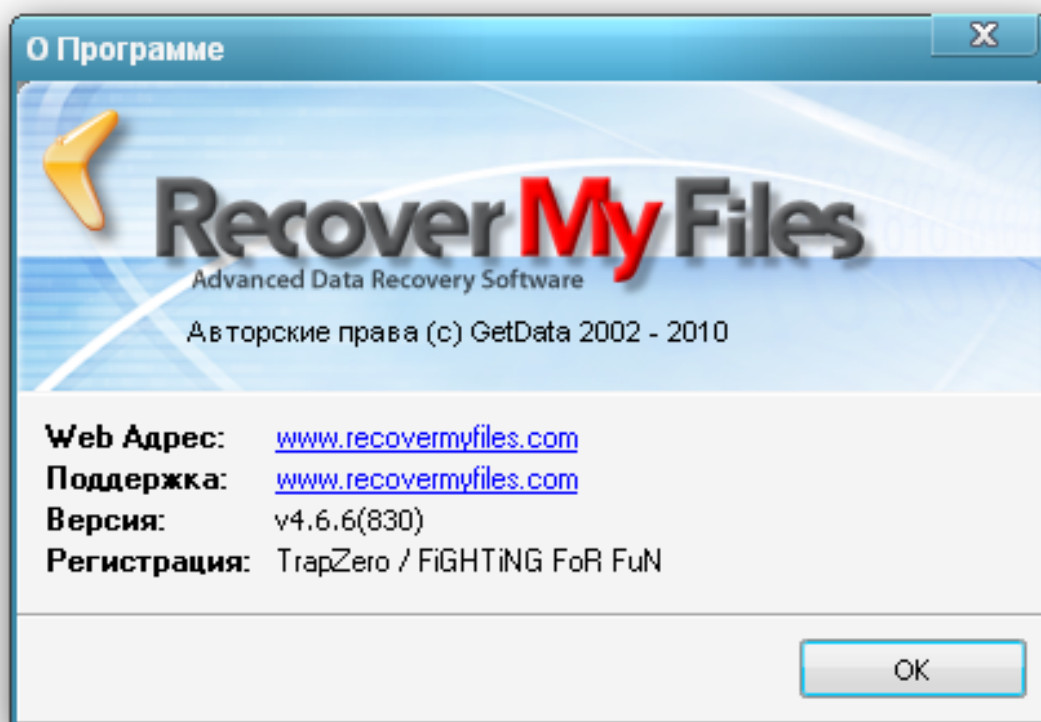 О Программе
Recover My Files
Advanced Data Recovery Software
Авторские права (c) GetData 2002 - 2010
Web Адрес: www.recovermyfiles.com
Поддержка: www.recovermyfiles.com
Версия: v4.6.6(830)
Регистрация: TrapZero / FiGHTiNG FoR FuN
OK